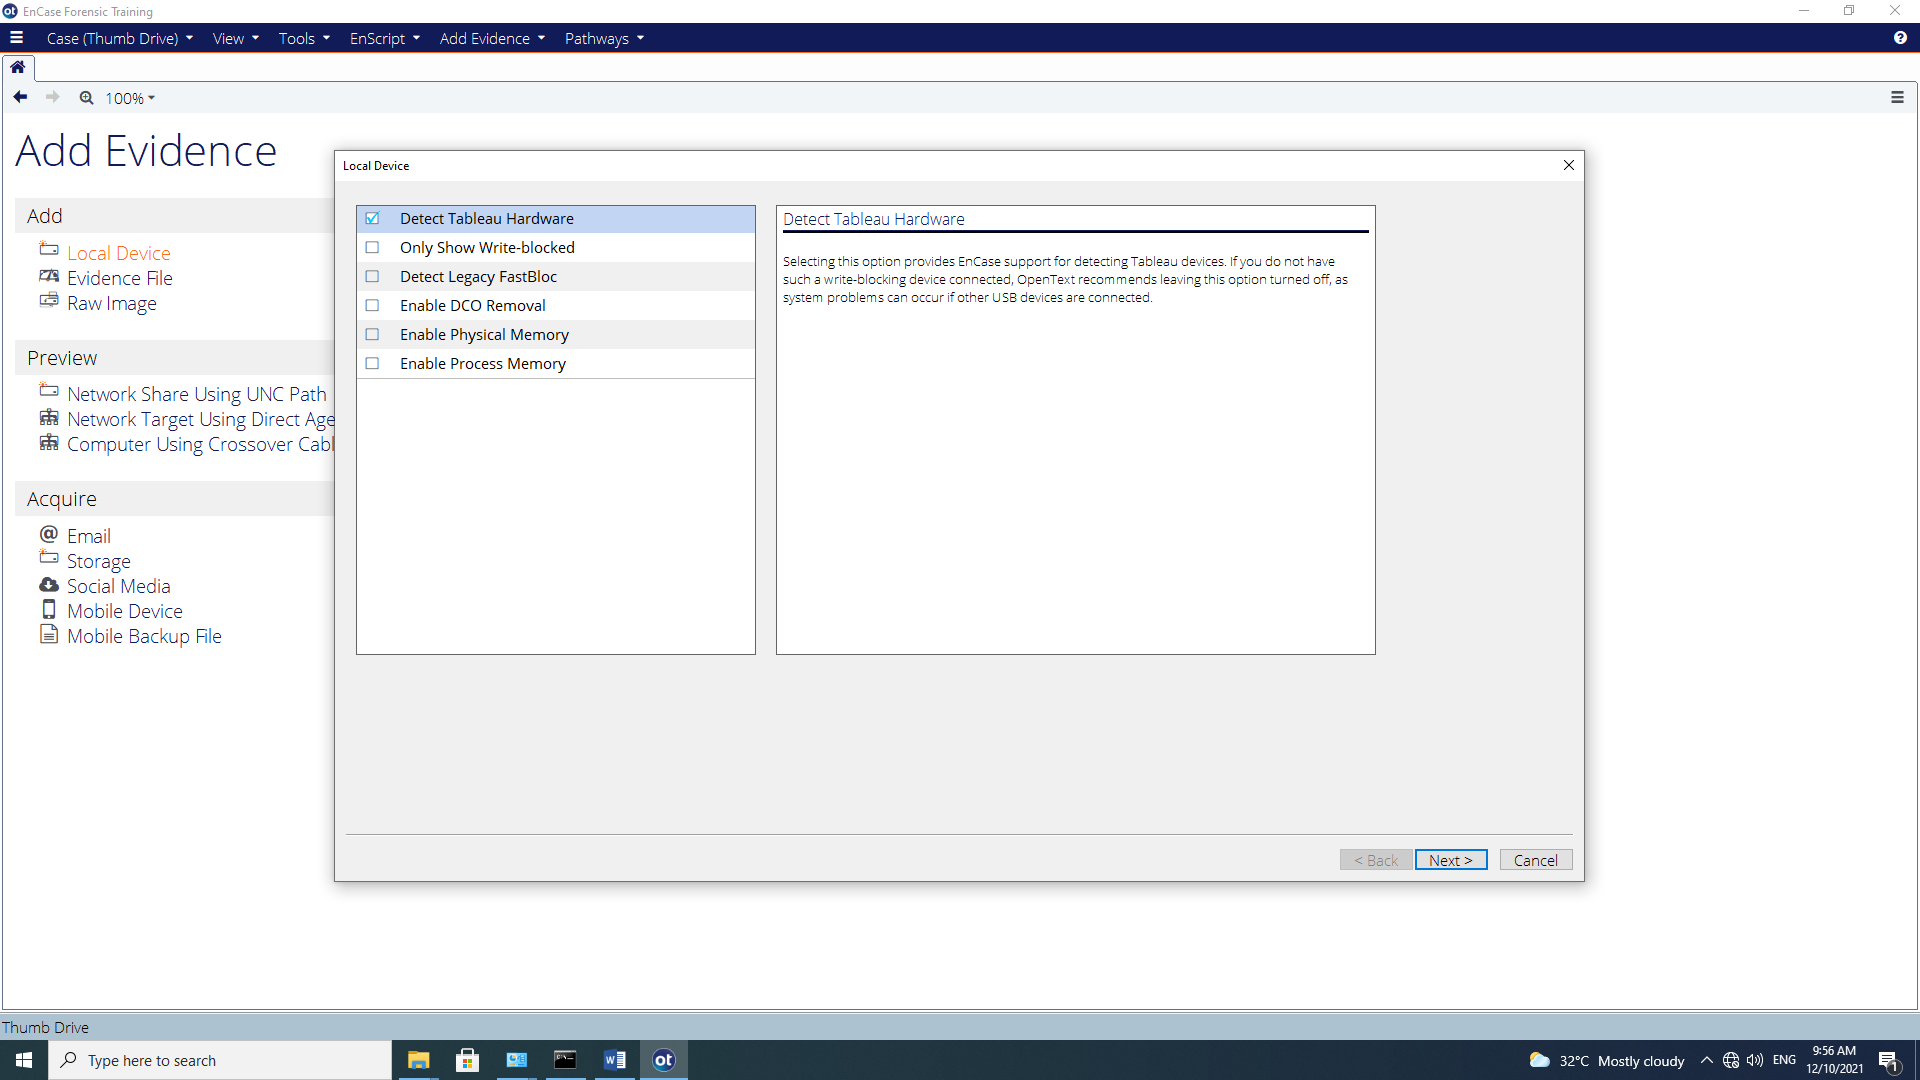 EnCase Forensic Training
Case (Thumb Drive) View Tools EnScript Add Evidence Pathways
100%
Add Evidence
Add
Local Device
Evidence File
Raw Image
Preview
Network Share Using UNC Path
Network Target Using Direct Age
Computer Using Crossover Cabl
Acquire
Email
Storage
Social Media
Mobile Device
Mobile Backup File
Local Device
Detect Tableau Hardware
Only Show Write-blocked
Detect Legacy FastBloc
Enable DCO Removal
Enable Physical Memory
Enable Process Memory
Detect Tableau Hardware
Selecting this option provides EnCase support for detecting Tableau devices. If you do not have
such a write-blocking device connected, OpenText recommends leaving this option turned off, as
system problems can occur if other USB devices are connected.
< Back Next > Cancel
Thumb Drive
Type here to search
ot
32°C Mostly cloudy
ENG
9:56 AM
12/10/2021
1